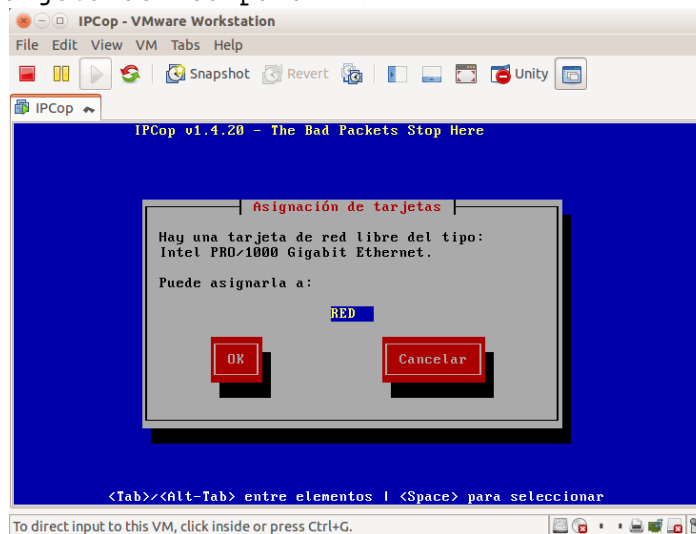 IPCop - VMware Workstation
File Edit View VM Tabs Help
Snapshot Revert Unity
IPCop
IPCop v1.4.20 - The Bad Packets Stop Here
Asignación de tarjetas
Hay una tarjeta de red libre del tipo:
Intel PRO/1000 Gigabit Ethernet.
Puede asignarla a:
RED
OK Cancelar
<Tab>/<Alt-Tab> entre elementos | <Space> para seleccionar
To direct input to this VM, click inside or press Ctrl+G.